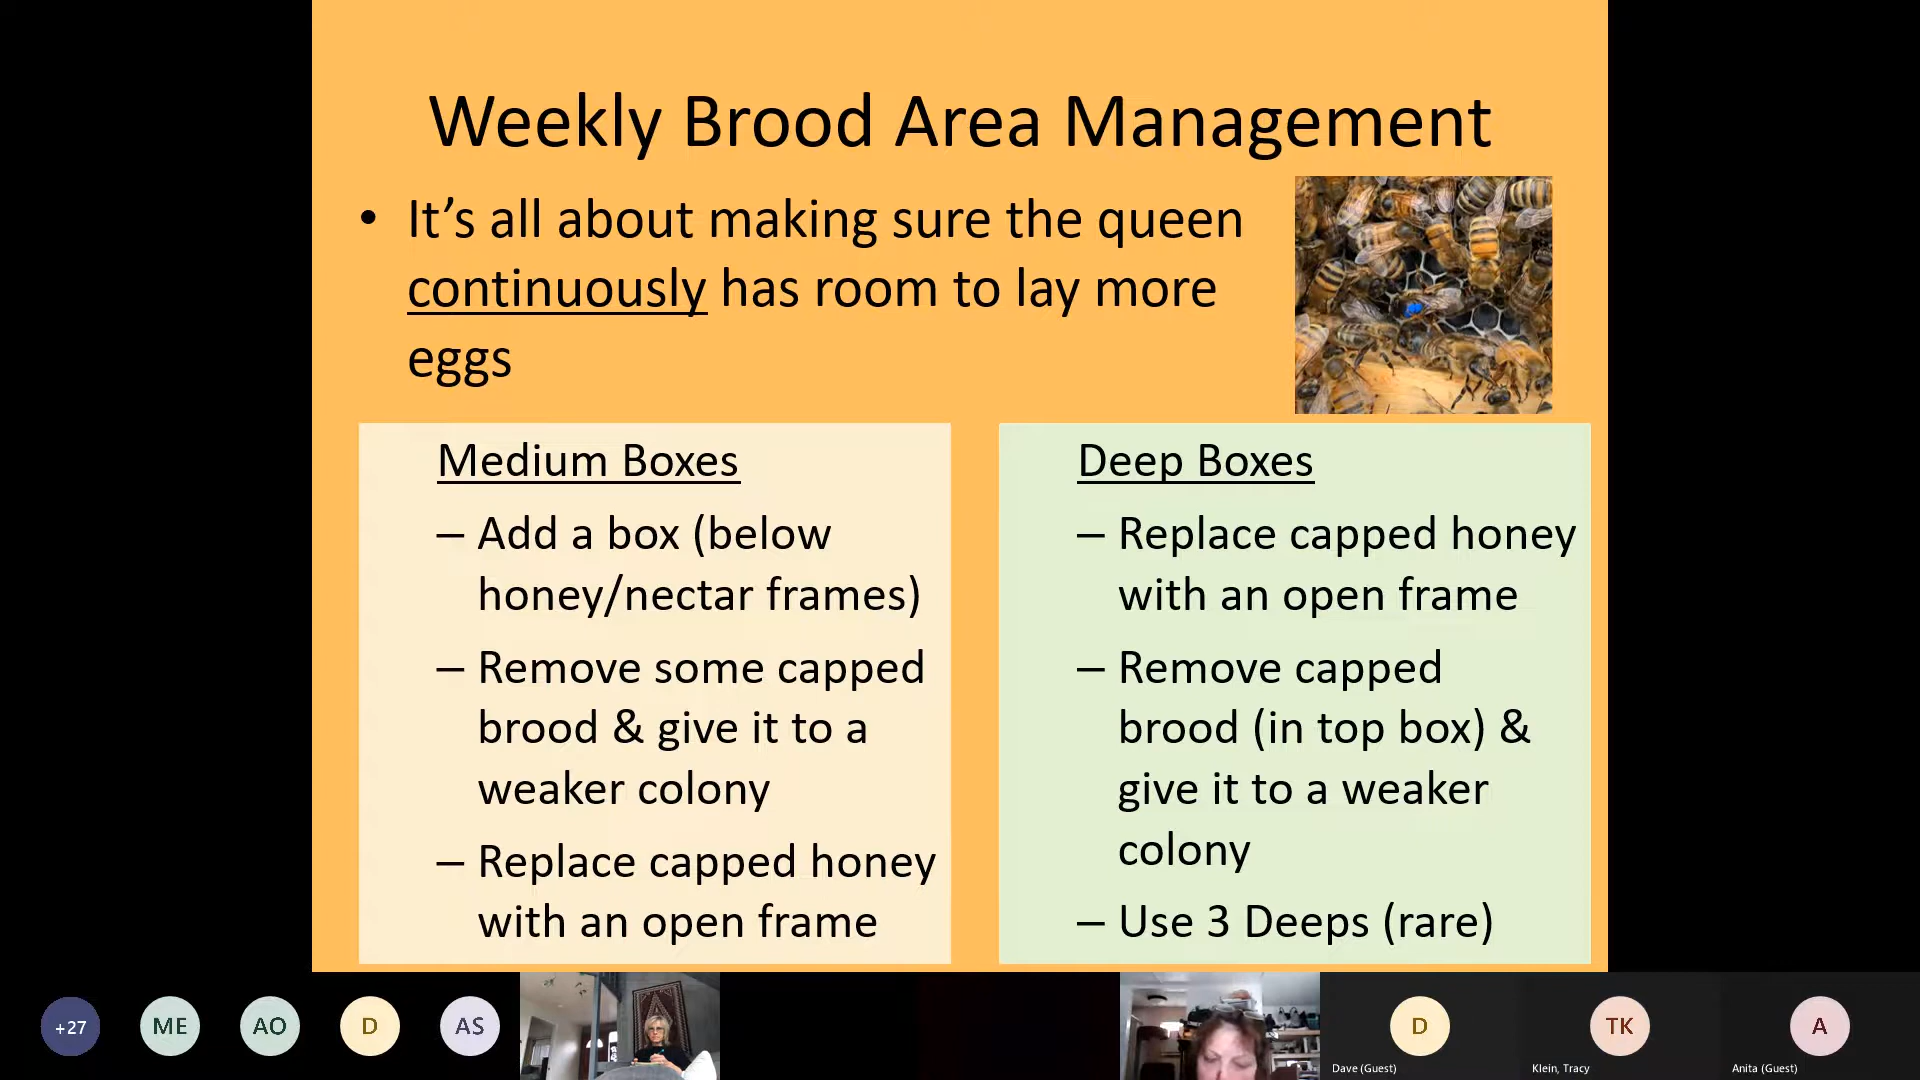 Weekly Brood Area Management
• It’s all about making sure the queen
continuously has room to lay more
eggs
Medium Boxes
– Add a box (below
honey/nectar frames)
– Remove some capped
brood & give it to a
weaker colony
– Replace capped honey
with an open frame
Deep Boxes
– Replace capped honey
with an open frame
– Remove capped
brood (in top box) &
give it to a weaker
colony
– Use 3 Deeps (rare)
+27
ME
AO
D
AS
D
Dave (Guest)
TK
Klein, Tracy
A
Anita (Guest)